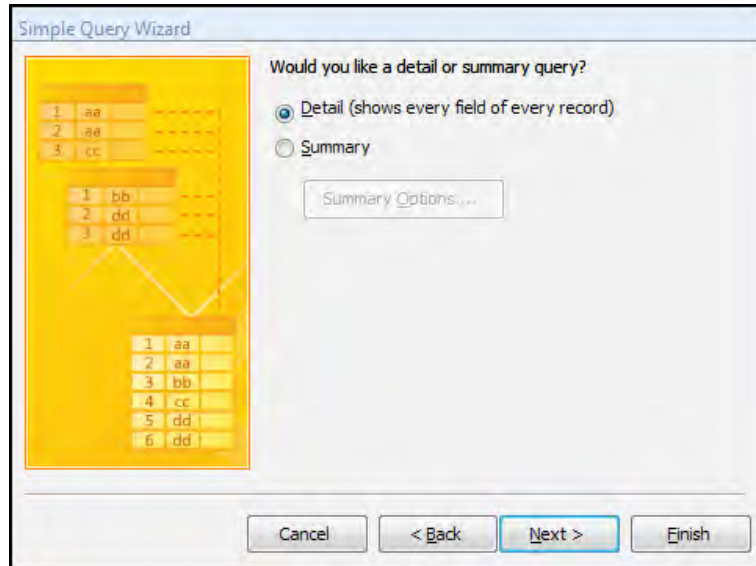 Simple Query Wizard
Would you like a detail or summary query?
Detail (shows every field of every record)
Summary
Summary Options ...
1 aa
2 aa
3 cc
1 bb
2 dd
3 dd
1 aa
2 aa
3 bb
4 cc
5 dd
6 dd
Cancel
< Back
Next >
Finish